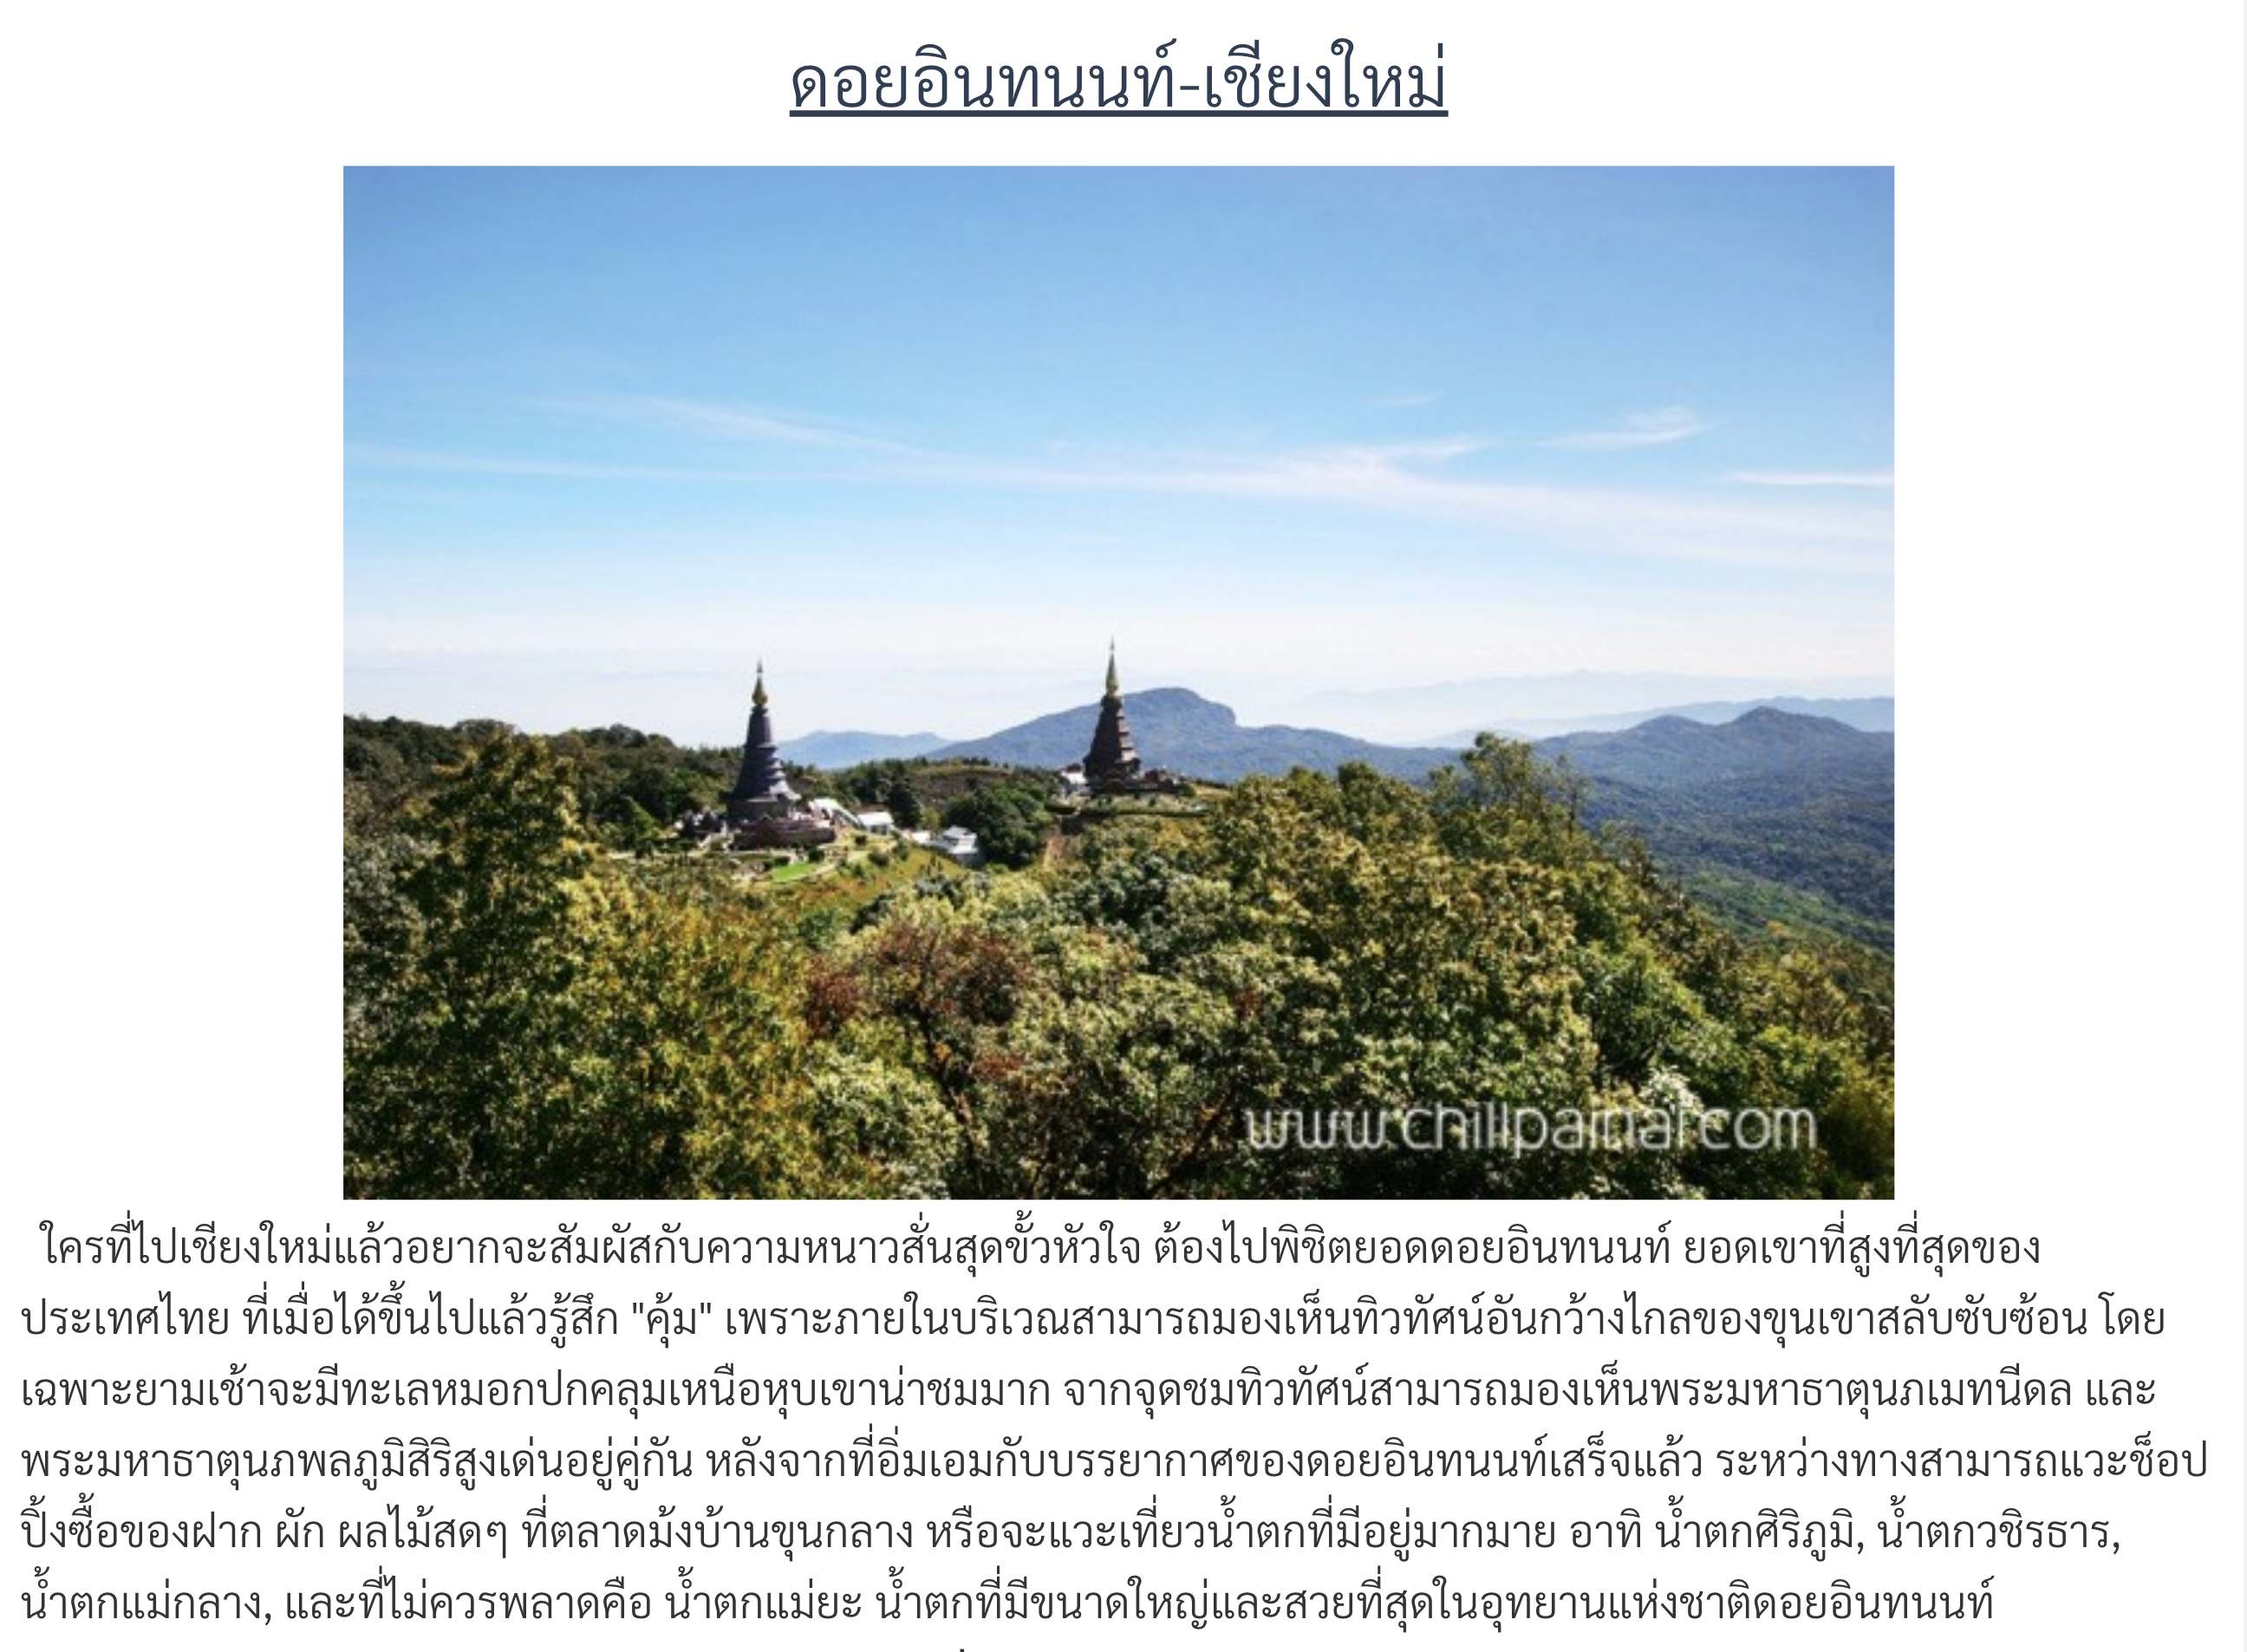 ดอยอินทนนท์-เชียงใหม่
www.chillpainai.com
ใครที่ไปเชียงใหม่แล้วอยากจะสัมผัสกับความหนาวสั่นสุดขั้วหัวใจ ต้องไปพิชิตยอดดอยอินทนนท์ ยอดเขาที่สูงที่สุดของ
ประเทศไทย ที่เมื่อได้ขึ้นไปแล้วรู้สึก "คุ้ม" เพราะภายในบริเวณสามารถมองเห็นทิวทัศน์อันกว้างไกลของขุนเขาสลับซับซ้อน โดย
เฉพาะยามเช้าจะมีทะเลหมอกปกคลุมเหนือหุบเขาน่าชมมาก จากจุดชมทิวทัศน์สามารถมองเห็นพระมหาธาตุนภเมทนีดล และ
พระมหาธาตุนภพลภูมิสิริสูงเด่นอยู่คู่กัน หลังจากที่อิ่มเอมกับบรรยากาศของดอยอินทนนท์เสร็จแล้ว ระหว่างทางสามารถแวะช็อป
ปิ้งซื้อของฝาก ผัก ผลไม้สดๆ ที่ตลาดม้งบ้านขุนกลาง หรือจะแวะเที่ยวน้ำตกที่มีอยู่มากมาย อาทิ น้ำตกศิริภูมิ, น้ำตกวชิรธาร,
น้ำตกแม่กลาง, และที่ไม่ควรพลาดคือ น้ำตกแม่ยะ น้ำตกที่มีขนาดใหญ่และสวยที่สุดในอุทยานแห่งชาติดอยอินทนนท์